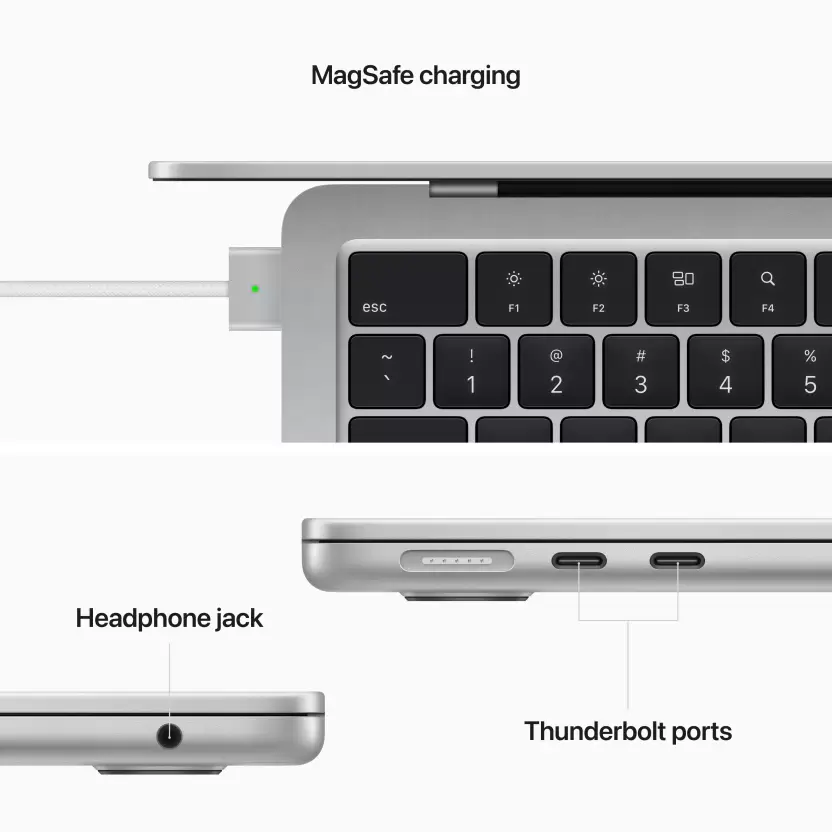 MagSafe charging
esc
F1
F2
F3
F4
~
`
!
1
@
2
#
3
$
4
%
5
Headphone jack
Thunderbolt ports